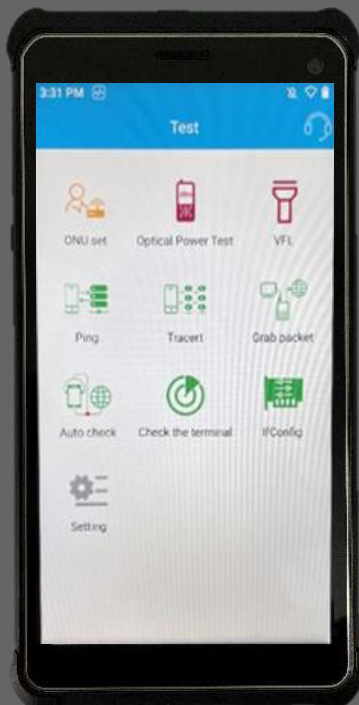 3:31 PM
Test
ONU set
Optical Power Test
VFL
Ping
Tracert
Grab packet
Auto check
Check the terminal
IfConfig
Setting